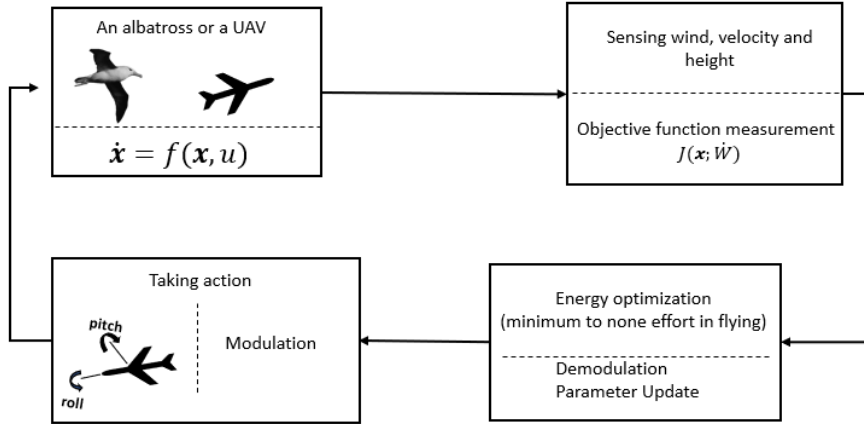 An albatross or a UAV
ẋ = f(x, u)
Sensing wind, velocity and
height
Objective function measurement
J(x; Ẇ)
Taking action
pitch
roll
Modulation
Energy optimization
(minimum to none effort in flying)
Demodulation
Parameter Update